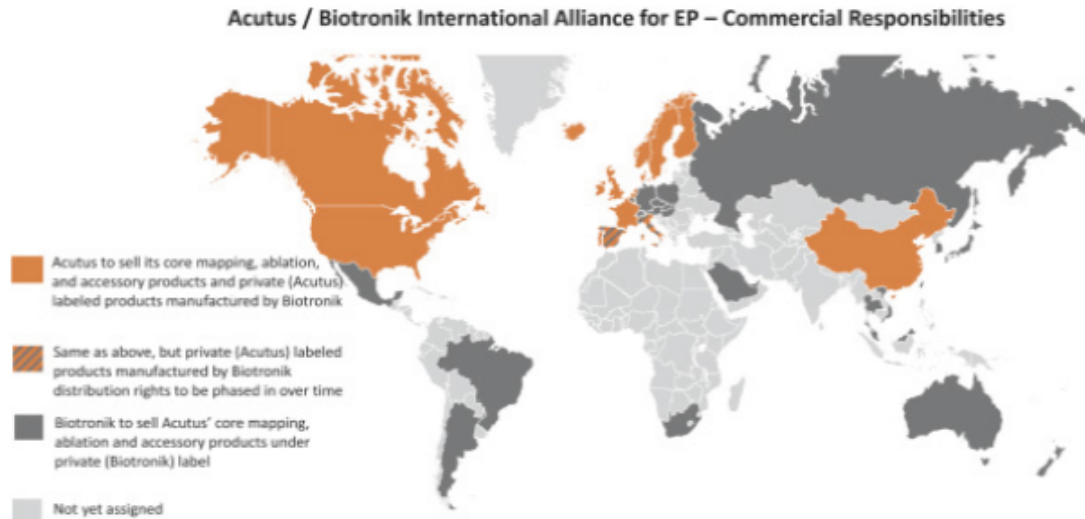 Acutus / Biotronik International Alliance for EP – Commercial Responsibilities
Acutus to sell its core mapping, ablation,
and accessory products and private (Acutus)
labeled products manufactured by Biotronik
Same as above, but private (Acutus) labeled
products manufactured by Biotronik
distribution rights to be phased in over time
Biotronik to sell Acutus’ core mapping,
ablation and accessory products under
private (Biotronik) label
Not yet assigned